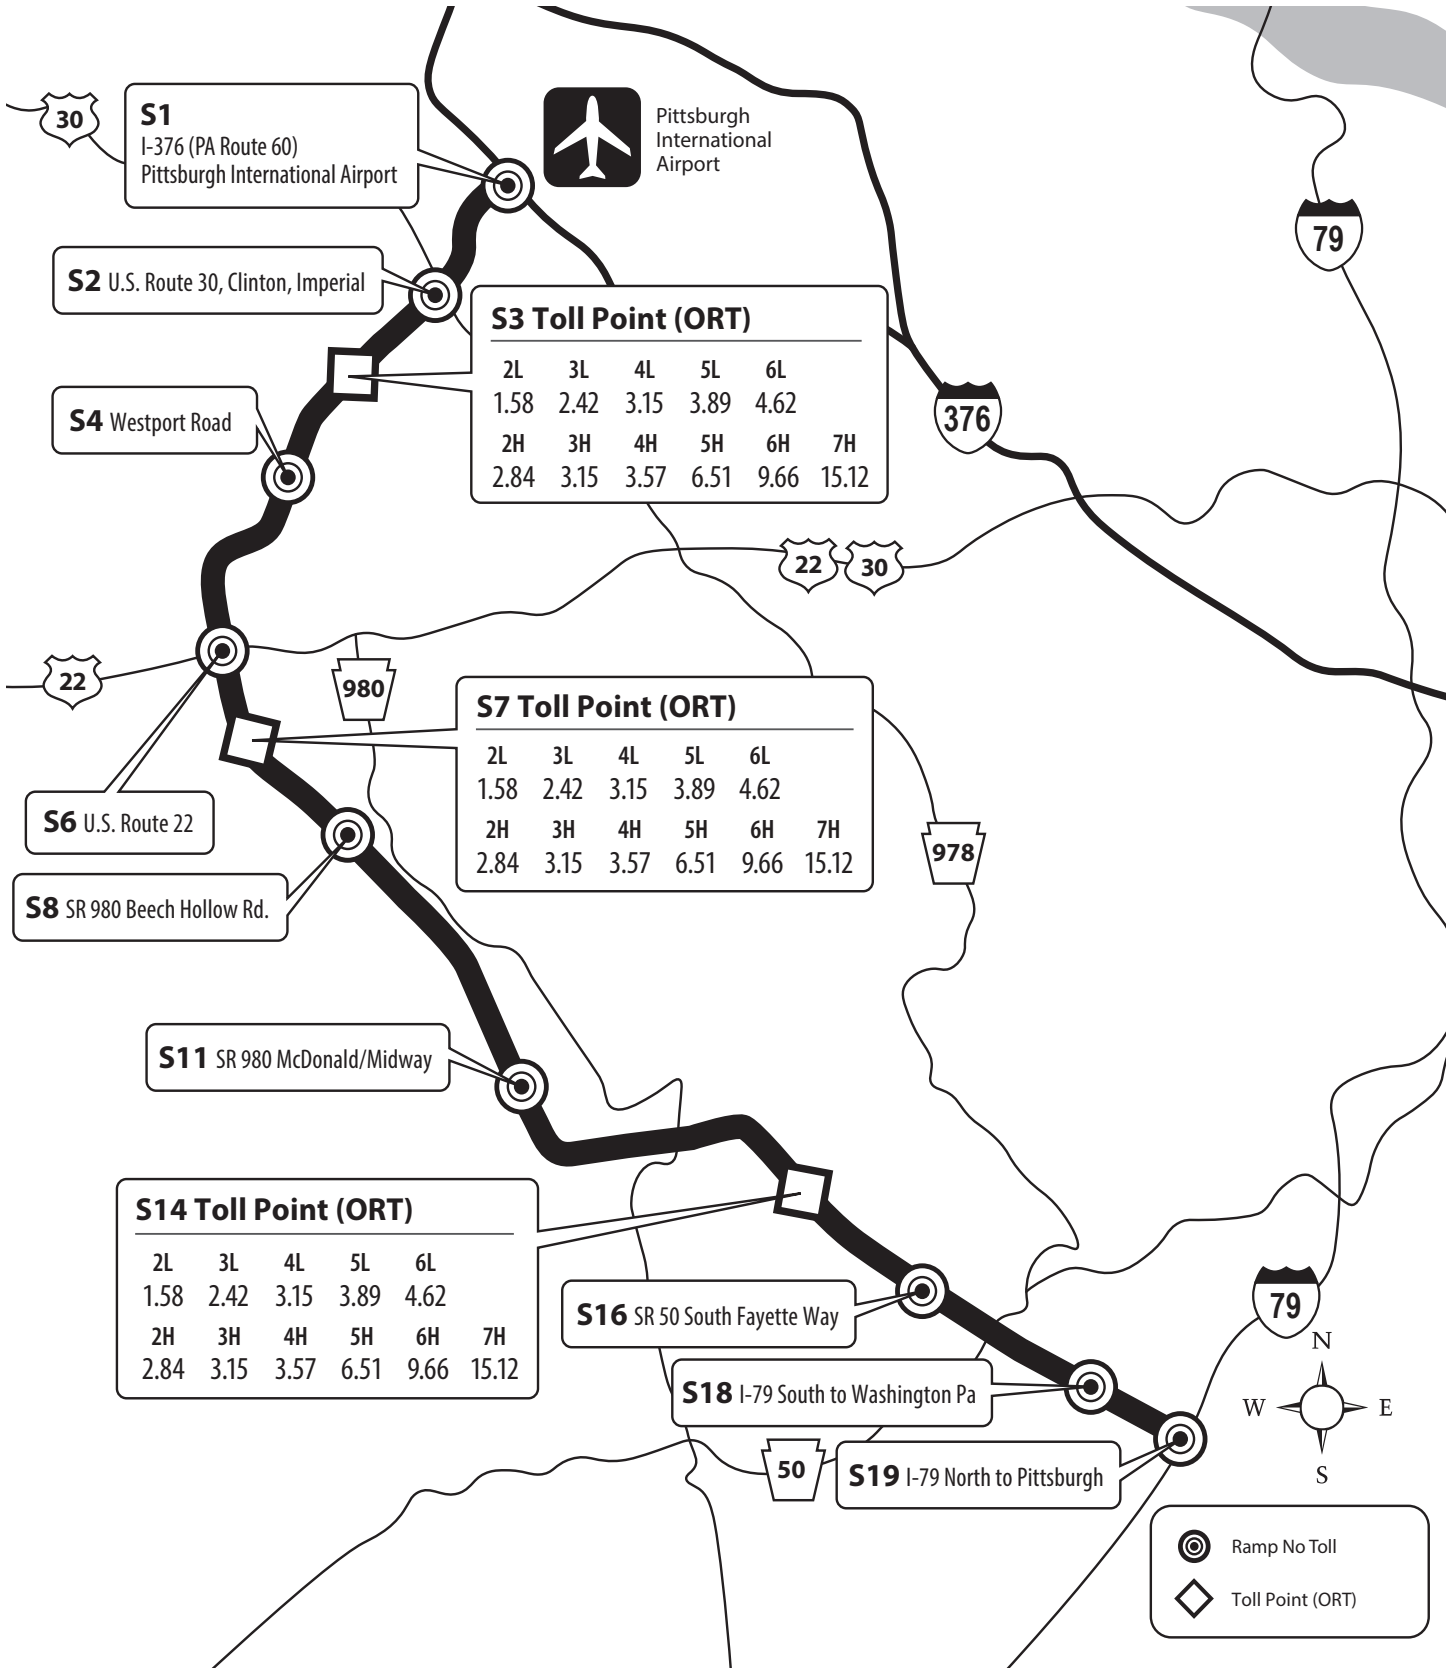 30
S1
I-376 (PA Route 60)
Pittsburgh International Airport
Pittsburgh
International
Airport
79
S2 U.S. Route 30, Clinton, Imperial
S3 Toll Point (ORT)
2L 3L 4L 5L 6L
1.58 2.42 3.15 3.89 4.62
2H 3H 4H 5H 6H 7H
2.84 3.15 3.57 6.51 9.66 15.12
376
S4 Westport Road
22
30
22
980
S7 Toll Point (ORT)
2L 3L 4L 5L 6L
1.58 2.42 3.15 3.89 4.62
2H 3H 4H 5H 6H 7H
2.84 3.15 3.57 6.51 9.66 15.12
S6 U.S. Route 22
978
S8 SR 980 Beech Hollow Rd.
S11 SR 980 McDonald/Midway
S14 Toll Point (ORT)
2L 3L 4L 5L 6L
1.58 2.42 3.15 3.89 4.62
2H 3H 4H 5H 6H 7H
2.84 3.15 3.57 6.51 9.66 15.12
S16 SR 50 South Fayette Way
79
N
W E
S
S18 I-79 South to Washington Pa
50
S19 I-79 North to Pittsburgh
Ramp No Toll
Toll Point (ORT)